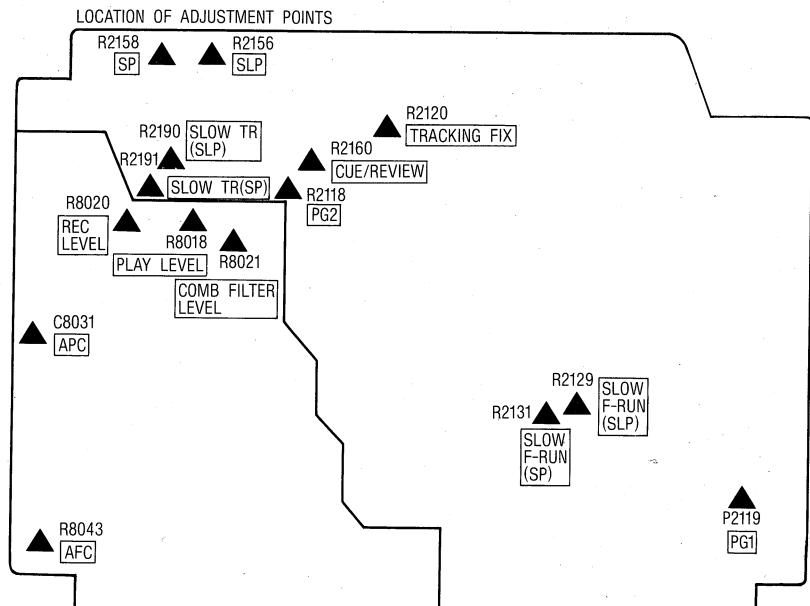 LOCATION OF ADJUSTMENT POINTS
R2158
SP
R2156
SLP
R2120
TRACKING FIX
R2190
SLOW TR
(SLP)
R2160
CUE/REVIEW
R2191
SLOW TR(SP)
R2118
PG2
R8020
REC
LEVEL
R8018
PLAY LEVEL
R8021
COMB FILTER
LEVEL
C8031
APC
R2129
SLOW
F-RUN
(SLP)
R2131
SLOW
F-RUN
(SP)
P2119
PG1
R8043
AFC